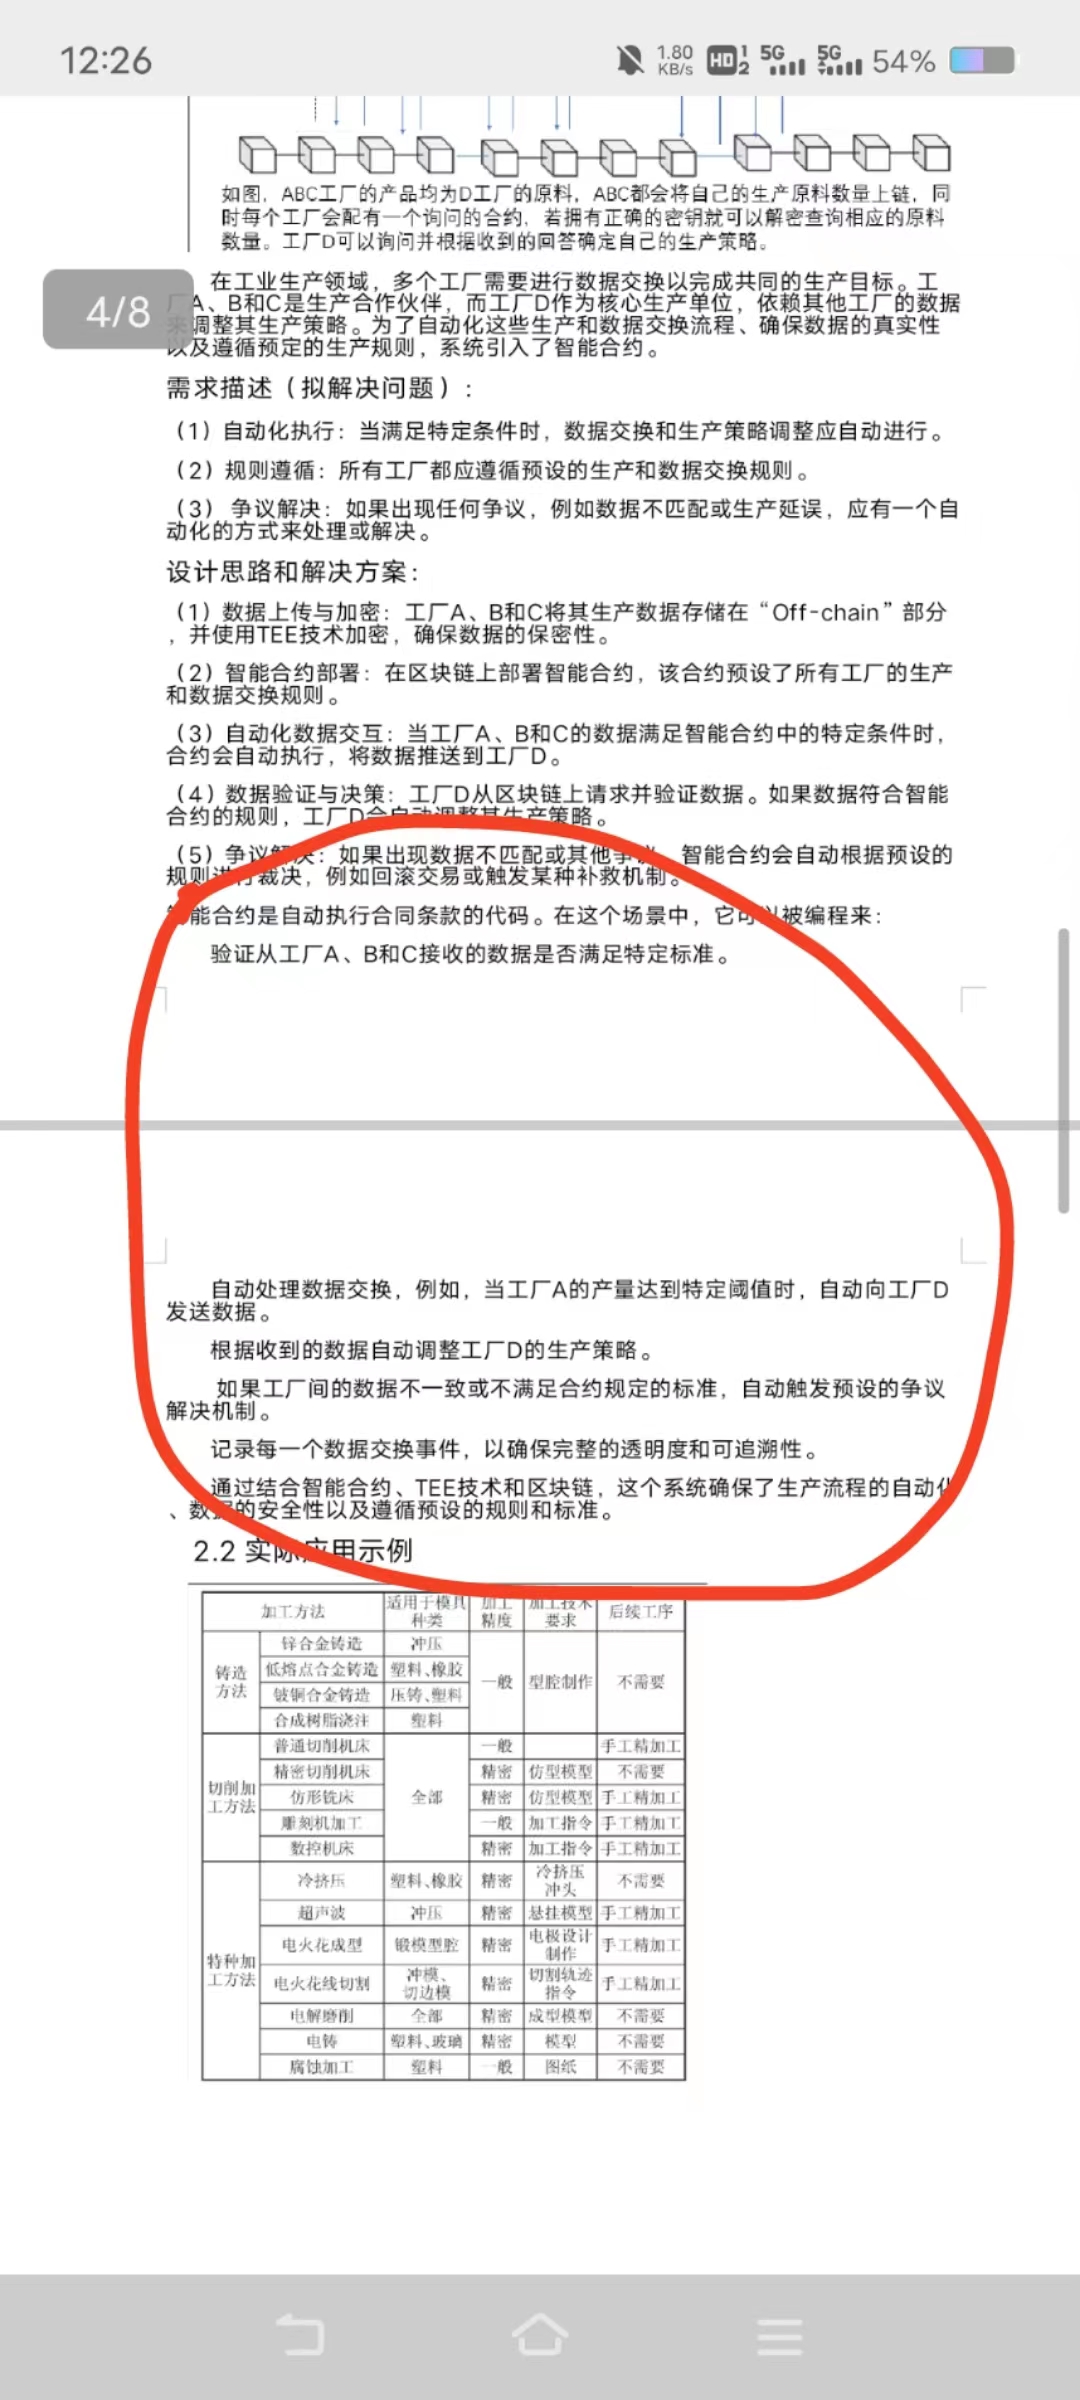 12:26
1.80
KB/s
HD 1
2
5G
5G
54%
如图，ABC工厂的产品均为D工厂的原料，ABC都会将自己的生产原料数量上链，同
时每个工厂会配有一个询问的合约，若拥有正确的密钥就可以解密查询相应的原料
数量。工厂D可以询问并根据收到的回答确定自己的生产策略。
4/8
在工业生产领域，多个工厂需要进行数据交换以完成共同的生产目标。工
厂A、B和C是生产合作伙伴，而工厂D作为核心生产单位，依赖其他工厂的数据
来调整其生产策略。为了自动化这些生产和数据交换流程、确保数据的真实性
以及遵循预定的生产规则，系统引入了智能合约。
需求描述（拟解决问题）：
（1）自动化执行：当满足特定条件时，数据交换和生产策略调整应自动进行。
（2）规则遵循：所有工厂都应遵循预设的生产和数据交换规则。
（3） 争议解决：如果出现任何争议，例如数据不匹配或生产延误，应有一个自
动化的方式来处理或解决。
设计思路和解决方案：
（1）数据上传与加密：工厂A、B和C将其生产数据存储在“Off-chain”部分
，并使用TEE技术加密，确保数据的保密性。
（2）智能合约部署：在区块链上部署智能合约，该合约预设了所有工厂的生产
和数据交换规则。
（3）自动化数据交互：当工厂A、B和C的数据满足智能合约中的特定条件时，
合约会自动执行，将数据推送到工厂D。
（4）数据验证与决策：工厂D从区块链上请求并验证数据。如果数据符合智能
合约的规则，工厂D会自动调整其生产策略。
（5）争议解决：如果出现数据不匹配或其他争议，智能合约会自动根据预设的
规则进行裁决，例如回滚交易或触发某种补救机制。
智能合约是自动执行合同条款的代码。在这个场景中，它可以被编程来：
验证从工厂A、B和C接收的数据是否满足特定标准。
自动处理数据交换，例如，当工厂A的产量达到特定阈值时，自动向工厂D
发送数据。
根据收到的数据自动调整工厂D的生产策略。
如果工厂间的数据不一致或不满足合约规定的标准，自动触发预设的争议
解决机制。
记录每一个数据交换事件，以确保完整的透明度和可追溯性。
通过结合智能合约、TEE技术和区块链，这个系统确保了生产流程的自动化
、数据的安全性以及遵循预设的规则和标准。
2.2 实际应用示例
加工方法 适用于模具种类 加工精度 加工技术要求 后续工序
铸造方法 锌合金铸造 冲压 一般 型腔制作 不需要
低熔点合金铸造 塑料、橡胶
铍铜合金铸造 压铸、塑料
合成树脂浇注 塑料
切削加工方法 普通切削机床 全部 一般 手工精加工
精密切削机床 精密 仿型模型 不需要
仿形铣床 精密 仿型模型 手工精加工
雕刻机加工 一般 加工指令 手工精加工
数控机床 精密 加工指令 手工精加工
特种加工方法 冷挤压 塑料、橡胶 精密 冷挤压冲头 不需要
超声波 冲压 精密 悬挂模型 手工精加工
电火花成型 锻模型腔 精密 电极设计制作 手工精加工
电火花线切割 冲模、切边模 精密 切割轨迹指令 手工精加工
电解磨削 全部 精密 成型模型 不需要
电铸 塑料、玻璃 精密 模型 不需要
腐蚀加工 塑料 一般 图纸 不需要